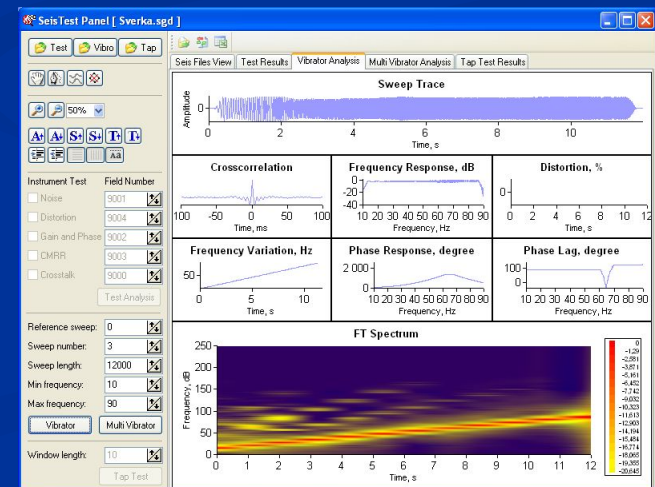 SeisTest Panel [ Sverka.sgd ]
Test Vibro Tap
50%
A↑ A↓ S↑ S↓ T↑ T↓
āā
Instrument Test Field Number
Noise 9001
Distortion 9004
Gain and Phase 9002
CMRR 9003
Crosstalk 9000
Test Analysis
Reference sweep: 0
Sweep number: 3
Sweep length: 12000
Min frequency: 10
Max frequency: 90
Vibrator Multi Vibrator
Window length: 10
Tap Test
Seis Files View Test Results Vibrator Analysis Multi Vibrator Analysis Tap Test Results
Sweep Trace
Amplitude
0
0 2 4 6 8 10
Time, s
Crosscorrelation
100 -50 0 50 100
Time, ms
Frequency Response, dB
0
-20
-40
10 20 30 40 50 60 70 80 90
Frequency, Hz
Distortion, %
0
0 2 4 6 8 10 12
Time, s
Frequency Variation, Hz
50
0 5 10
Time, s
Phase Response, degree
2 000
0
10 20 30 40 50 60 70 80 90
Frequency, Hz
Phase Lag, degree
100
0
10 20 30 40 50 60 70 80 90
Frequency, Hz
FT Spectrum
Frequency, dB
250
200
150
100
50
0
0 1 2 3 4 5 6 7 8 9 10 11 12
Time, s
0
-1,29
-2,581
-3,871
-5,161
-6,452
-7,742
-9,032
-10,323
-11,613
-12,903
-14,194
-15,484
-16,774
-18,065
-19,355
-20,645